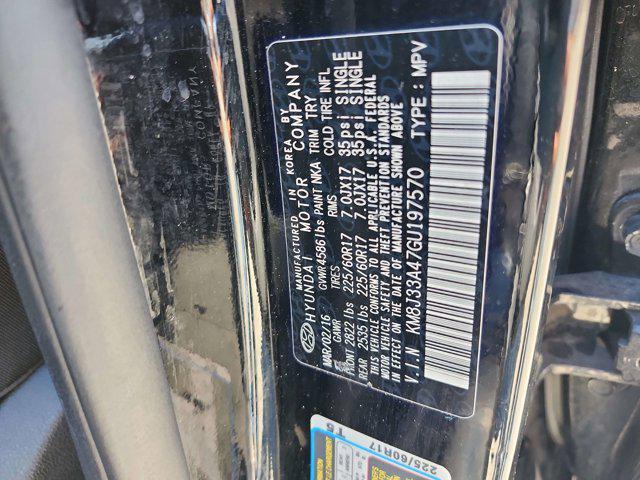 MANUFACTURED IN KOREA BY
HYUNDAI MOTOR COMPANY
MAR/02/16 GVWR 4586 lbs PAINT NKA TRIM TRY
GAWR TIRES RIMS COLD TIRE INFL
FRONT 2822 lbs 225/60R17 7.0JX17 35psi SINGLE
REAR 2535 lbs 225/60R17 7.0JX17 35psi SINGLE
THIS VEHICLE CONFORMS TO ALL APPLICABLE U.S.A. FEDERAL
MOTOR VEHICLE SAFETY AND THEFT PREVENTION STANDARDS
IN EFFECT ON THE DATE OF MANUFACTURE SHOWN ABOVE
V.I.N KM8J33A47GU197570 TYPE : MPV
225/60R17